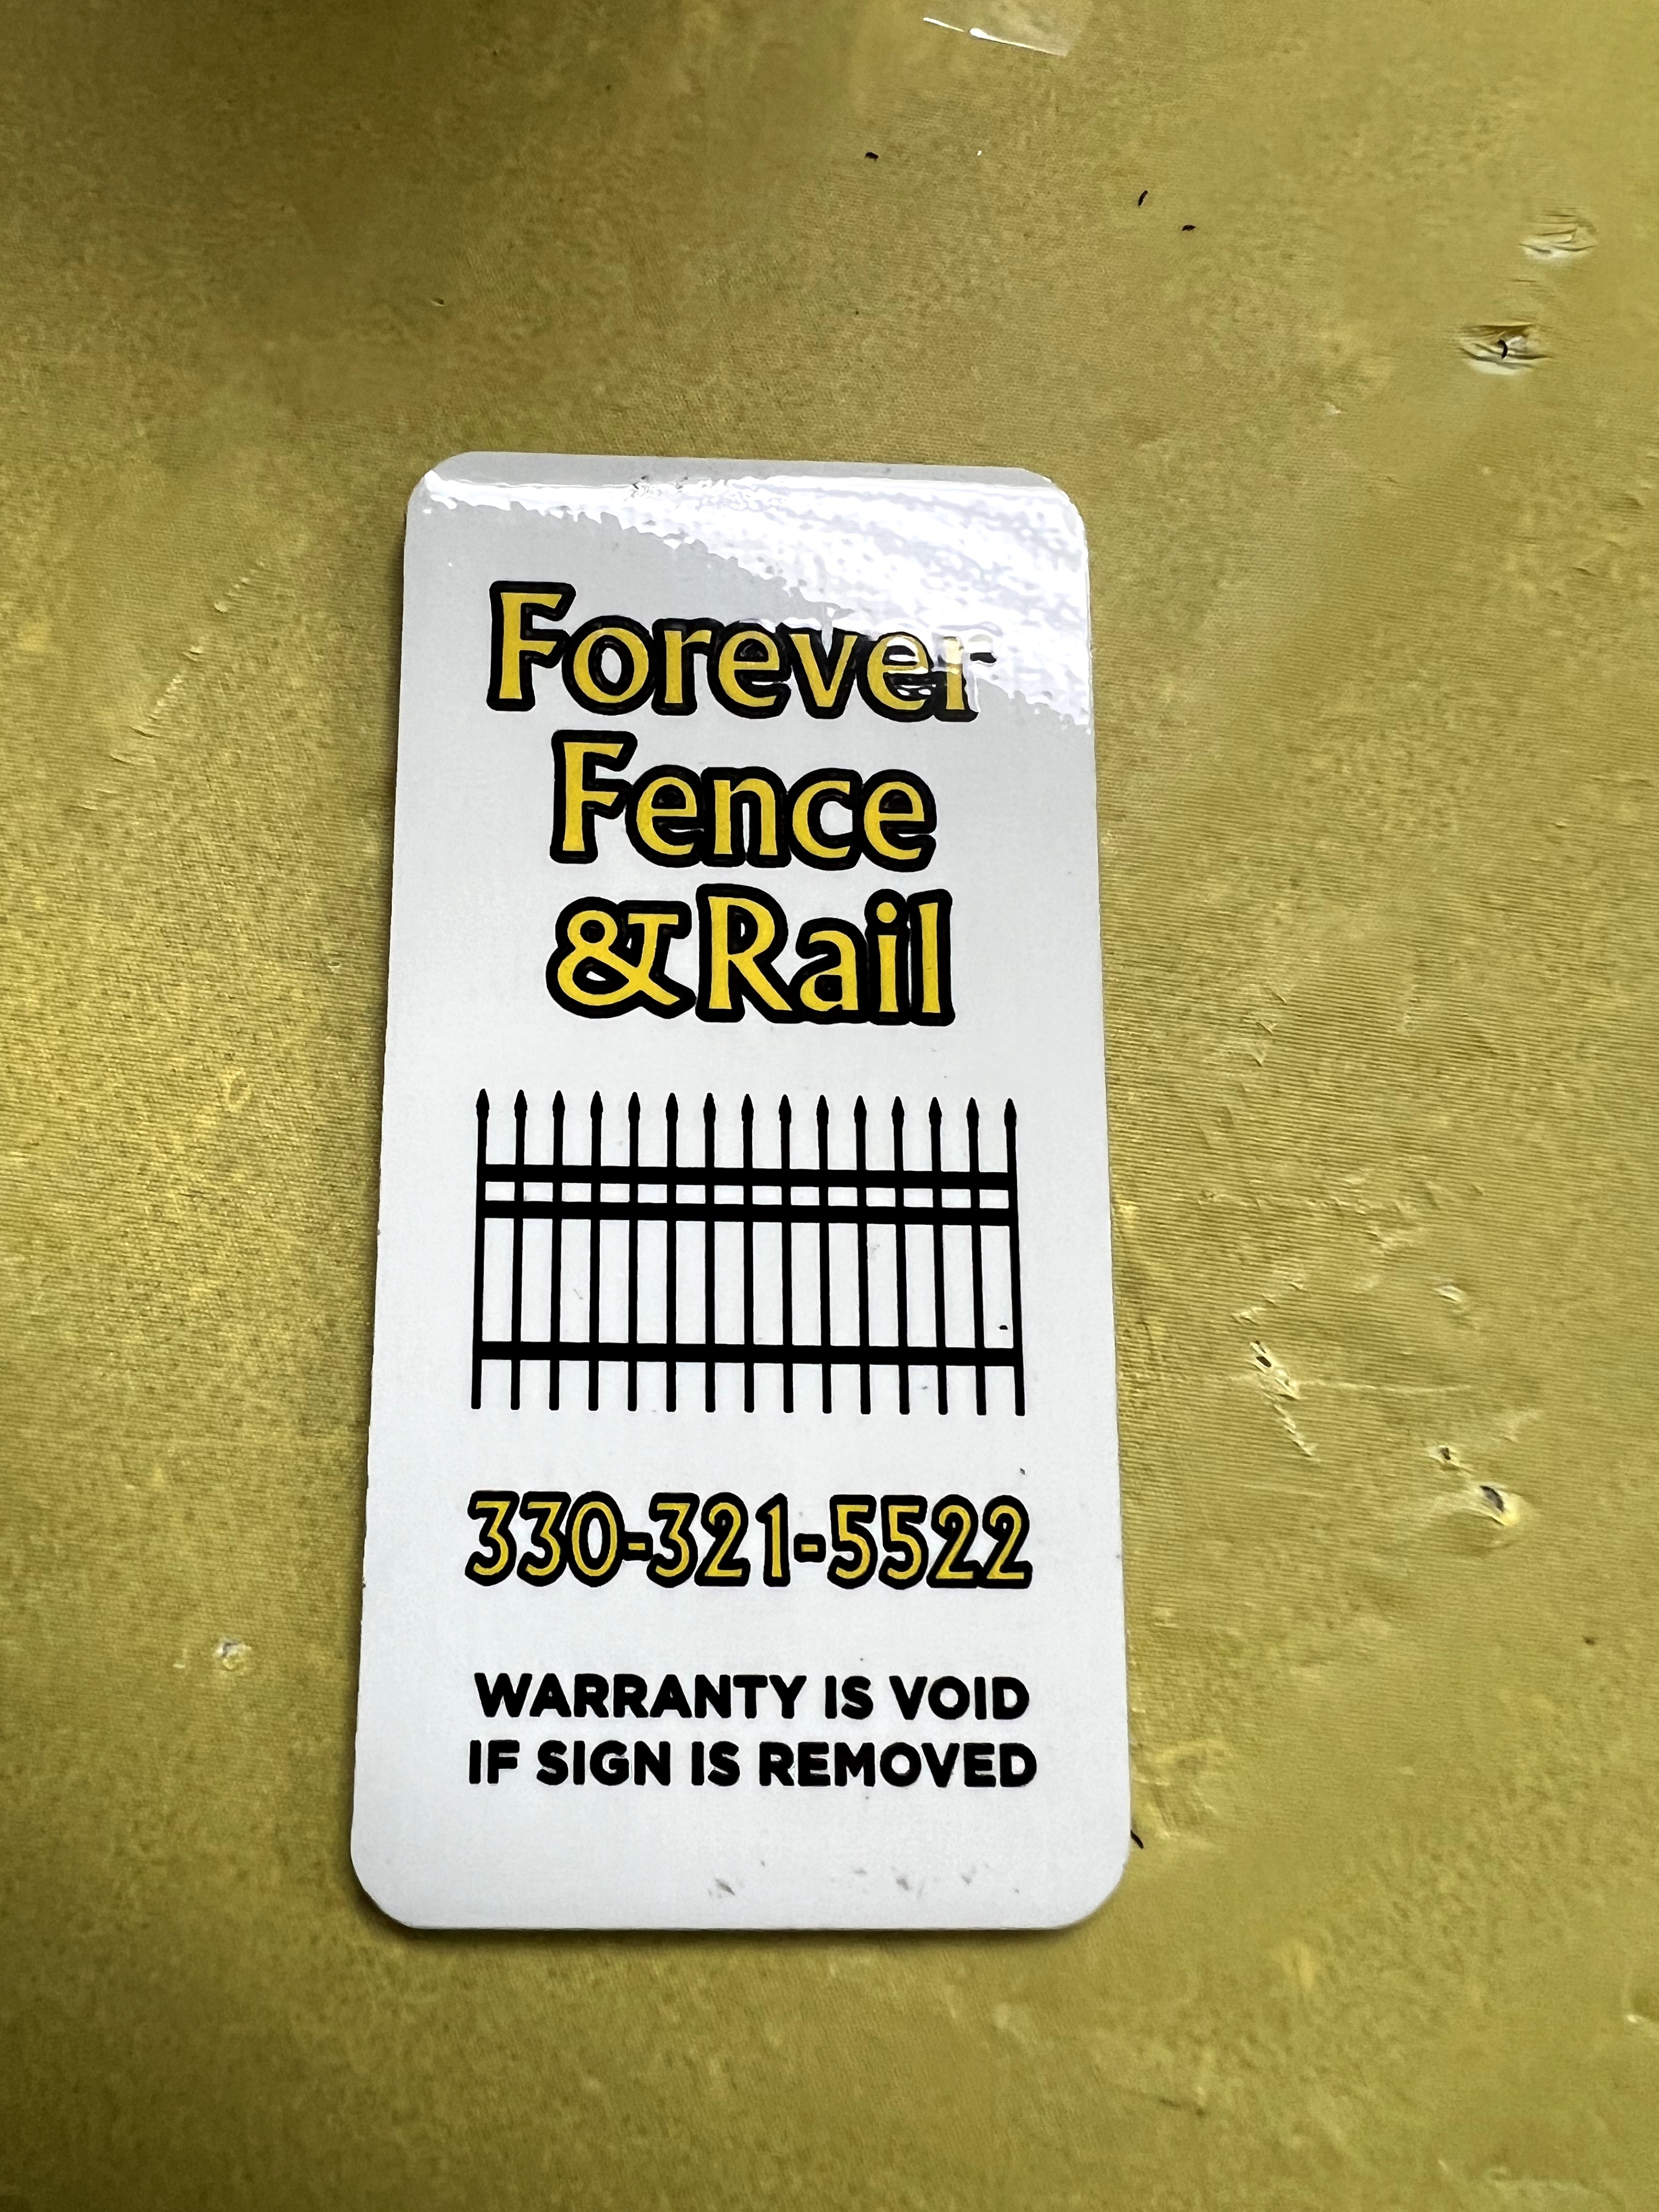 Forever
Fence
& Rail
330-321-5522
WARRANTY IS VOID
IF SIGN IS REMOVED